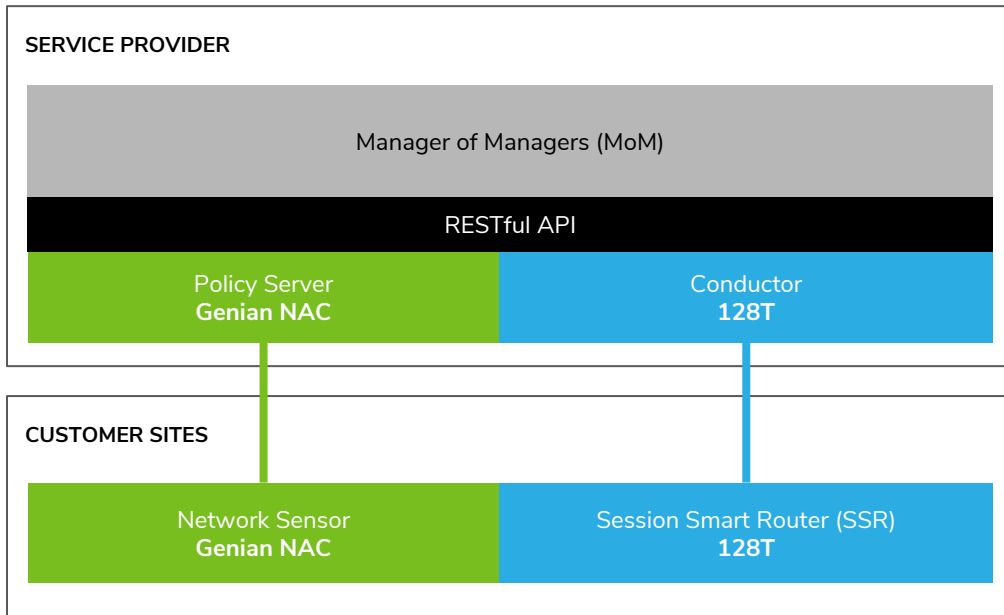 SERVICE PROVIDER
Manager of Managers (MoM)
RESTful API
Policy Server
Genian NAC
Conductor
128T
CUSTOMER SITES
Network Sensor
Genian NAC
Session Smart Router (SSR)
128T